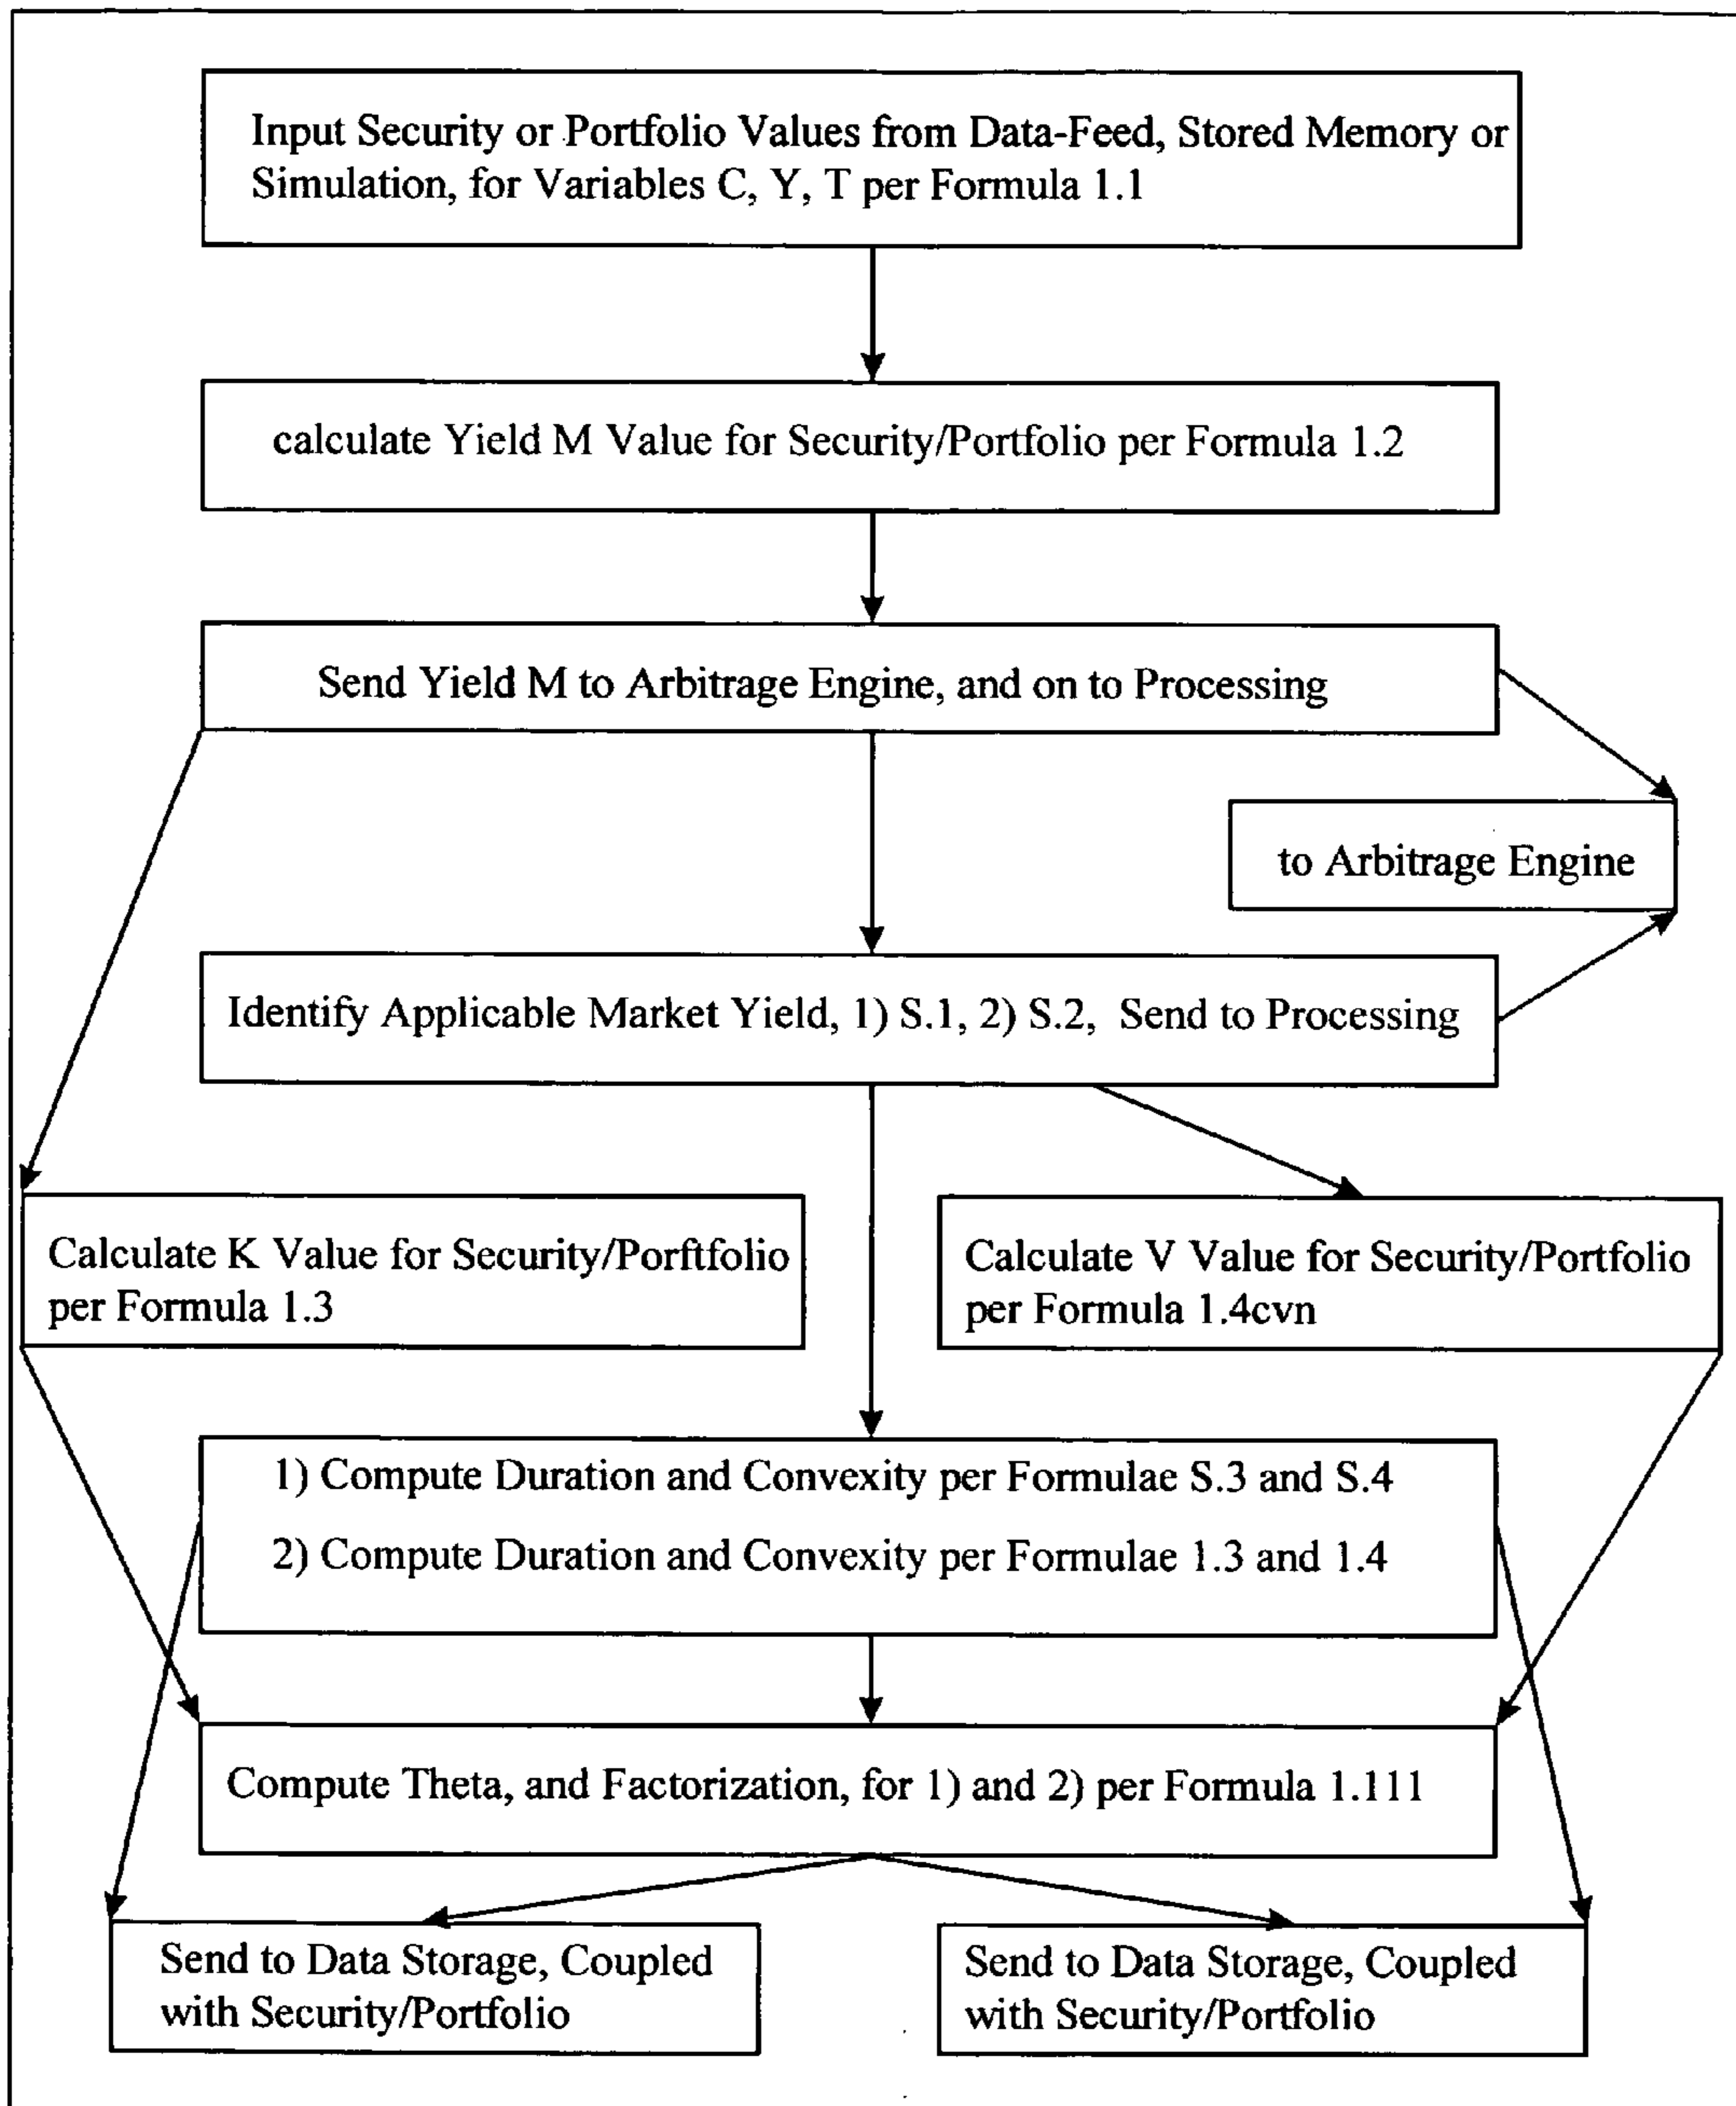 Input Security or Portfolio Values from Data-Feed, Stored Memory or
Simulation, for Variables C, Y, T per Formula 1.1
calculate Yield M Value for Security/Portfolio per Formula 1.2
Send Yield M to Arbitrage Engine, and on to Processing
to Arbitrage Engine
Identify Applicable Market Yield, 1) S.1, 2) S.2, Send to Processing
Calculate K Value for Security/Porftfolio
per Formula 1.3
Calculate V Value for Security/Portfolio
per Formula 1.4cvn
1) Compute Duration and Convexity per Formulae S.3 and S.4
2) Compute Duration and Convexity per Formulae 1.3 and 1.4
Compute Theta, and Factorization, for 1) and 2) per Formula 1.111
Send to Data Storage, Coupled
with Security/Portfolio
Send to Data Storage, Coupled
with Security/Portfolio